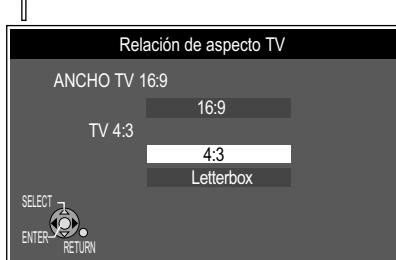 Relación de aspecto TV
ANCHO TV 16:9
16:9
TV 4:3
4:3
Letterbox
SELECT
ENTER
RETURN